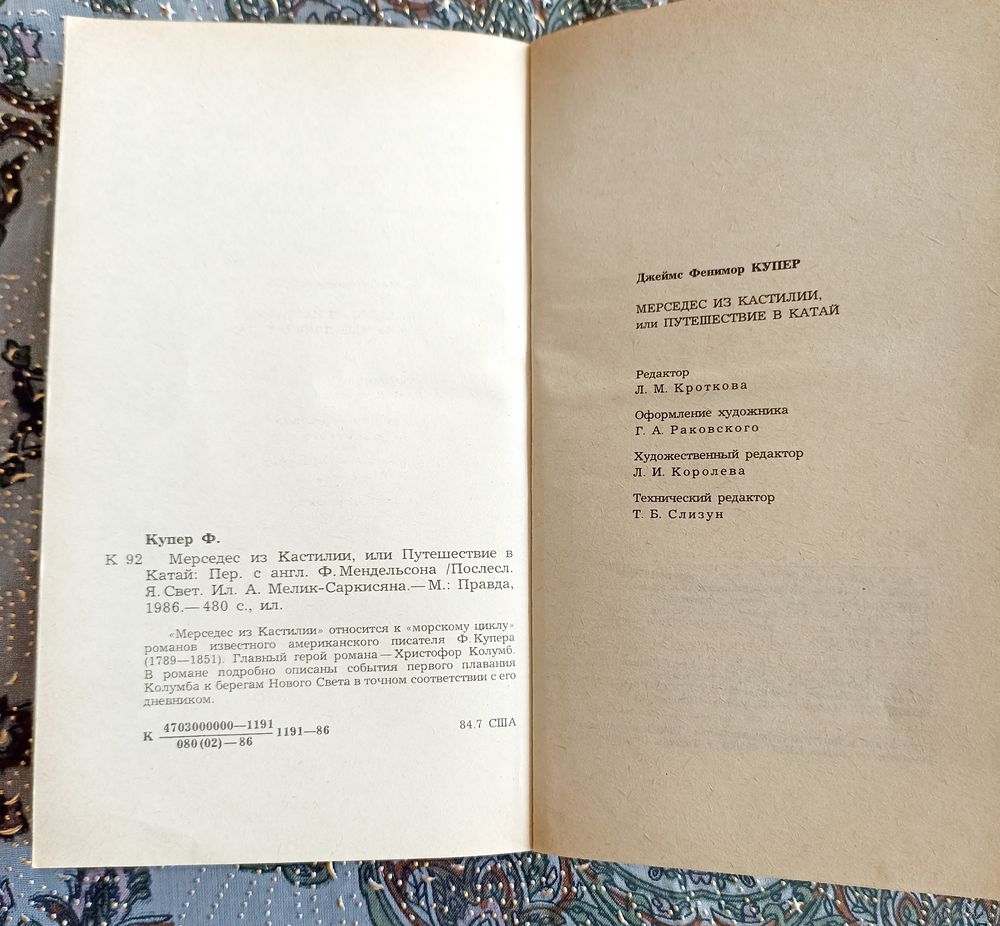 Купер Ф.
К 92 Мерседес из Кастилии, или Путешествие в
Катай: Пер. с англ. Ф. Мендельсона /Послесл.
Я. Свет. Ил. А. Мелик-Саркисяна.— М.: Правда,
1986.— 480 с., ил.
«Мерседес из Кастилии» относится к «морскому циклу»
романов известного американского писателя Ф. Купера
(1789—1851). Главный герой романа — Христофор Колумб.
В романе подробно описаны события первого плавания
Колумба к берегам Нового Света в точном соответствии с его
дневником.
К 4703000000—1191
080(02)—86
1191—86
84.7 США
Джеймс Фенимор КУПЕР
МЕРСЕДЕС ИЗ КАСТИЛИИ,
или ПУТЕШЕСТВИЕ В КАТАЙ
Редактор
Л. М. Кроткова
Оформление художника
Г. А. Раковского
Художественный редактор
Л. И. Королева
Технический редактор
Т. Б. Слизун